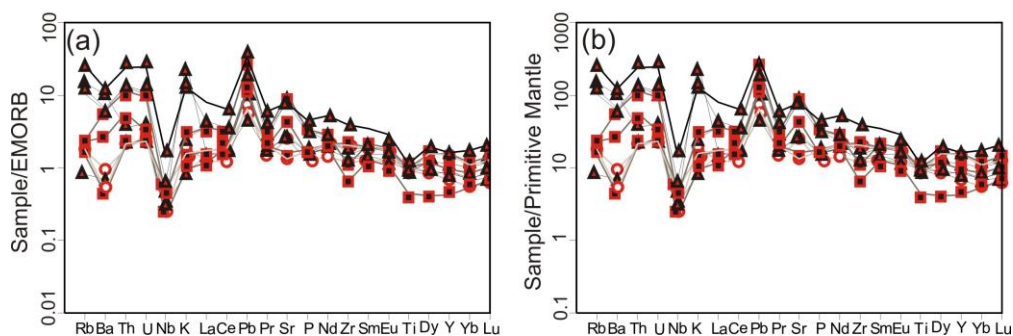 (a)
Sample/EMORB
100
10
1
0.1
0.01
Rb Ba Th U Nb K La Ce Pb Pr Sr P Nd Zr Sm Eu Ti Dy Y Yb Lu
(b)
Sample/Primitive Mantle
1000
100
10
1
0.1
Rb Ba Th U Nb K La Ce Pb Pr Sr P Nd Zr Sm Eu Ti Dy Y Yb Lu